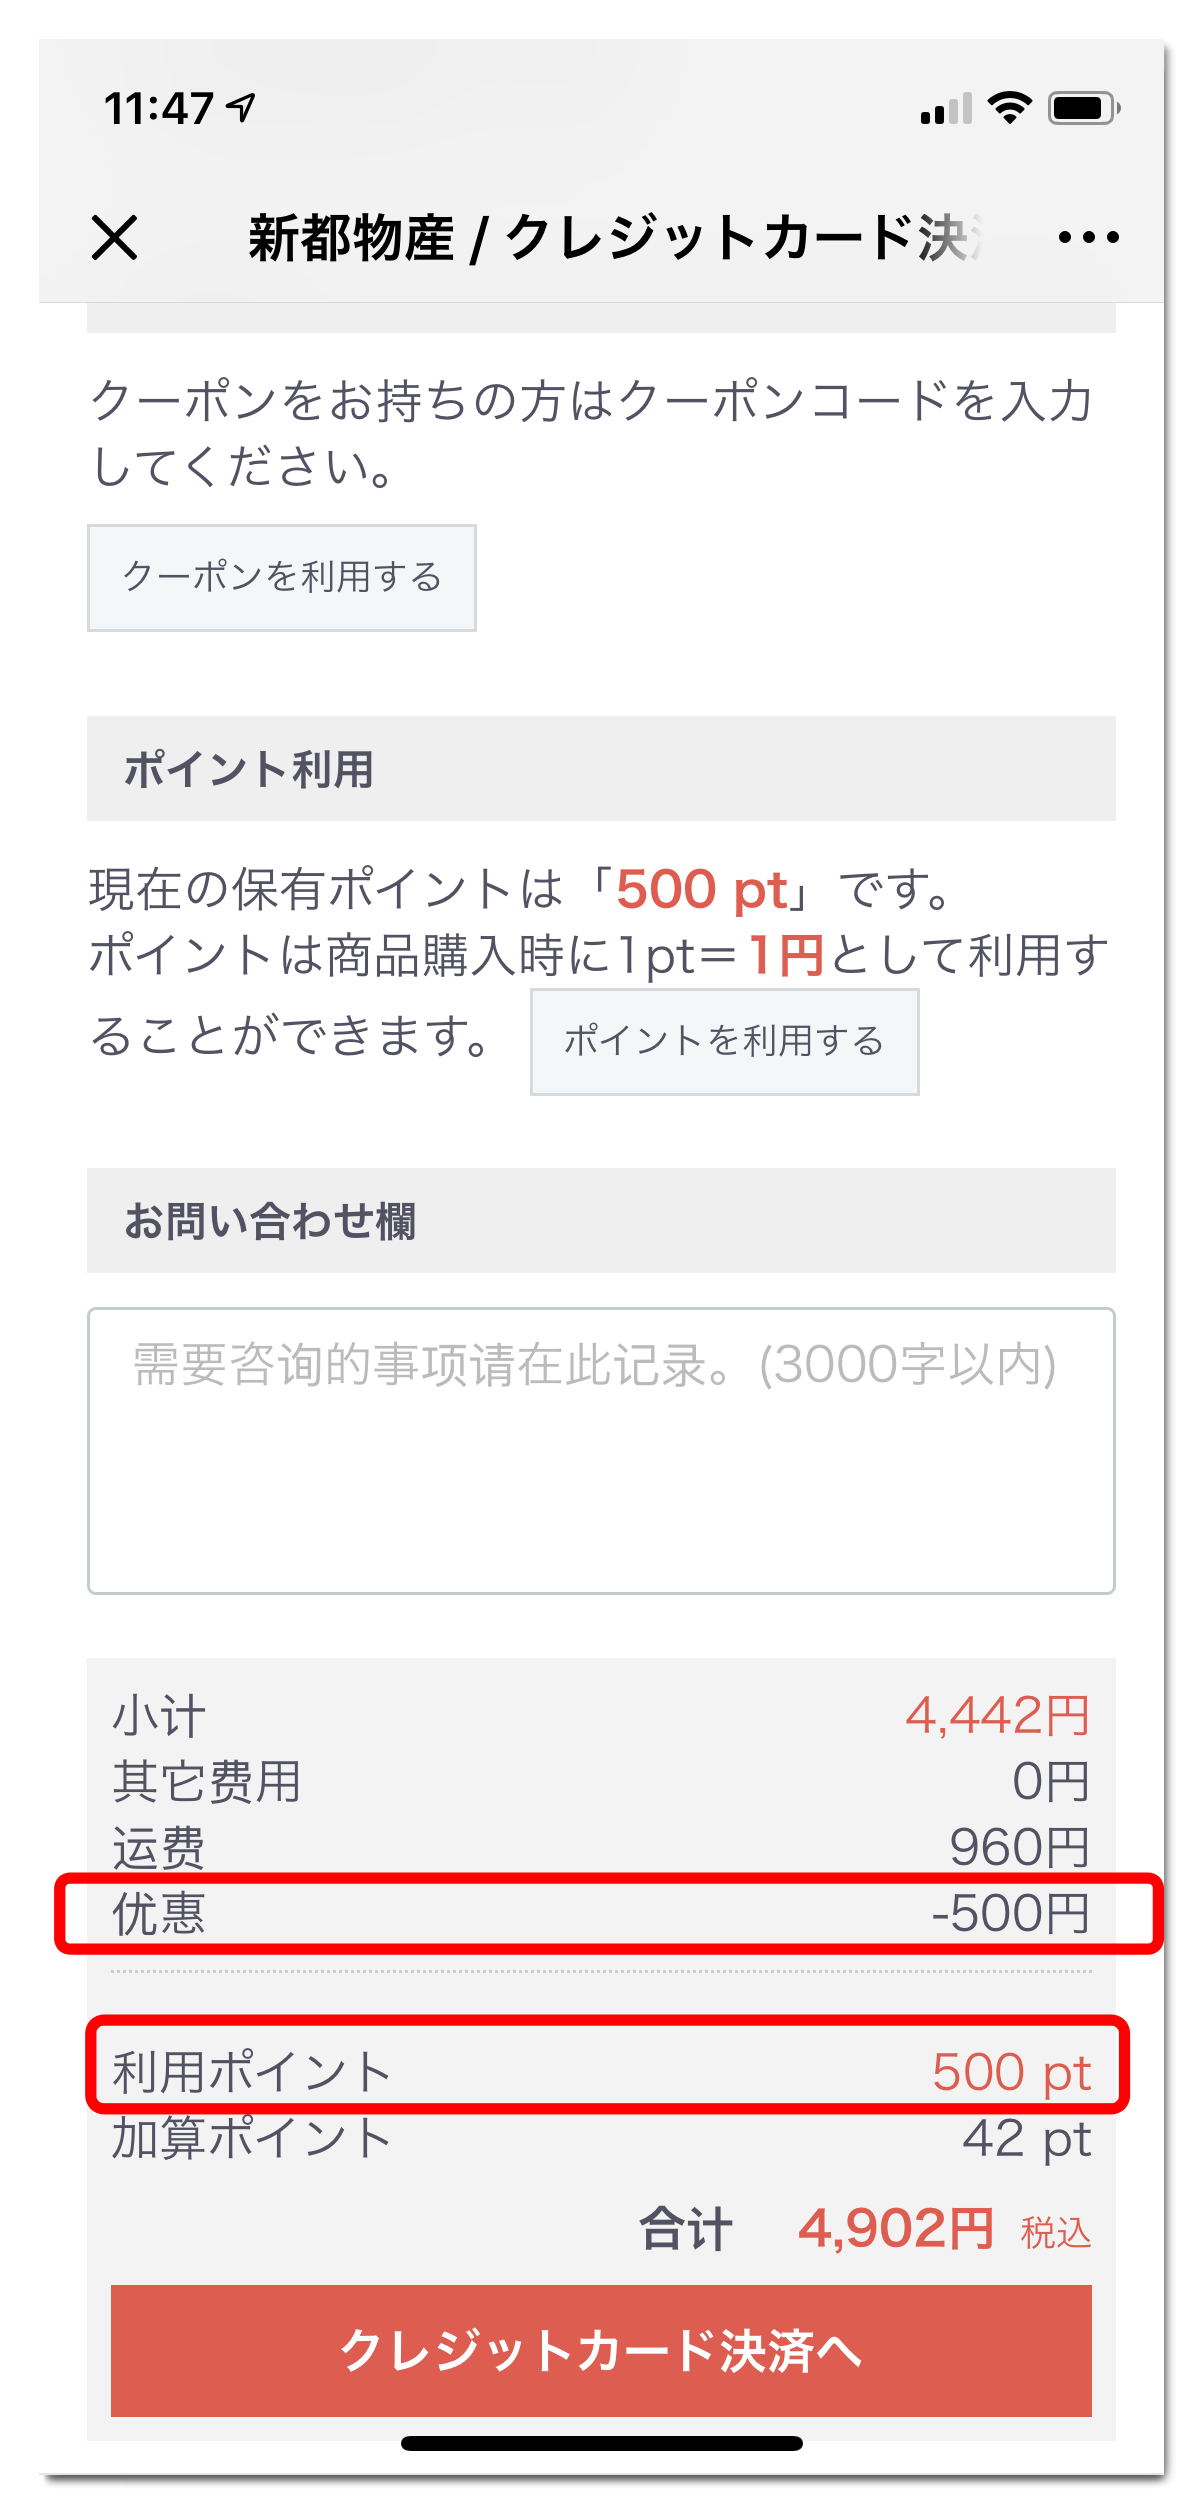 11:47
新都物産 / クレジットカード決
クーポンをお持ちの方はクーポンコードを入力
してください。
クーポンを利用する
ポイント利用
現在の保有ポイントは「500 pt」です。
ポイントは商品購入時に1pt＝1円として利用す
ることができます。
ポイントを利用する
お問い合わせ欄
需要咨询的事项请在此记录。(3000字以内)
小计 4,442円
其它费用 0円
运费 960円
优惠 -500円
利用ポイント 500 pt
加算ポイント 42 pt
合计 4,902円 税込
クレジットカード決済へ